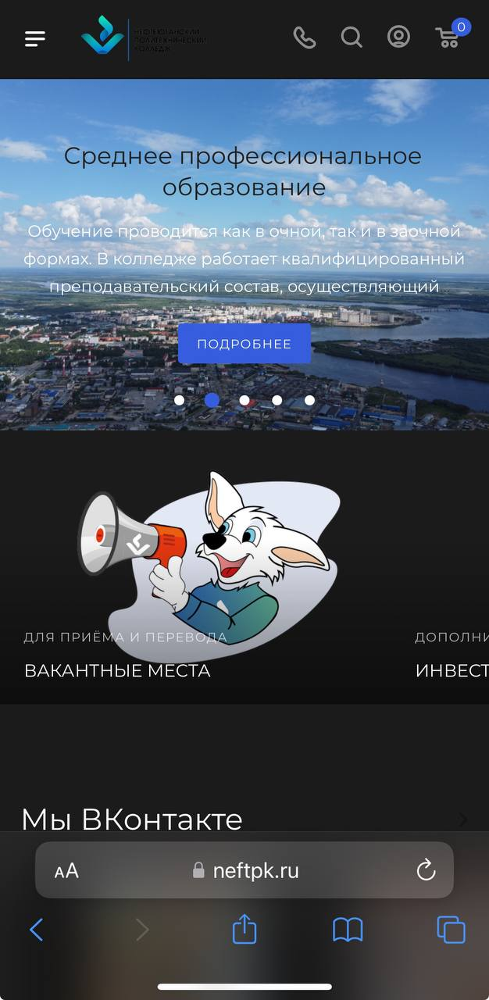 НЕФТЕЮГАНСКИЙ
ПОЛИТЕХНИЧЕСКИЙ
КОЛЛЕДЖ
0
Среднее профессиональное
образование
Обучение проводится как в очной, так и в заочной
формах. В колледже работает квалифицированный
преподавательский состав, осуществляющий
ПОДРОБНЕЕ
ДЛЯ ПРИЁМА И ПЕРЕВОДА
ВАКАНТНЫЕ МЕСТА
ДОПОЛНИ
ИНВЕСТ
Мы ВКонтакте
AA
neftpk.ru